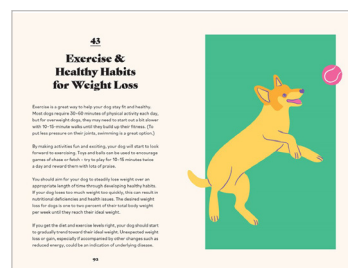 43
Exercise &
Healthy Habits
for Weight Loss
Exercise is a great way to help your dog stay fit and healthy.
Most dogs require 30–60 minutes of physical activity each day,
but for overweight dogs, they may need to start out a bit slower
with 10–15-minute walks until they build up their fitness. (To
put less pressure on their joints, swimming is a great option.)
By making activities fun and exciting, your dog will start to look
forward to exercising. Toys and balls can be used to encourage
games of chase or fetch – try to play for 10–15 minutes twice
a day and reward them with lots of praise.
You should aim for your dog to steadily lose weight over an
appropriate length of time through developing healthy habits.
If your dog loses too much weight too quickly, this can result in
nutritional deficiencies and health issues. The desired weight
loss for dogs is one to two percent of their total body weight
per week until they reach their ideal weight.
If you get the diet and exercise levels right, your dog should start
to gradually trend toward their ideal weight. Unexpected weight
loss or gain, especially if accompanied by other changes such as
reduced energy, could be an indication of underlying disease.